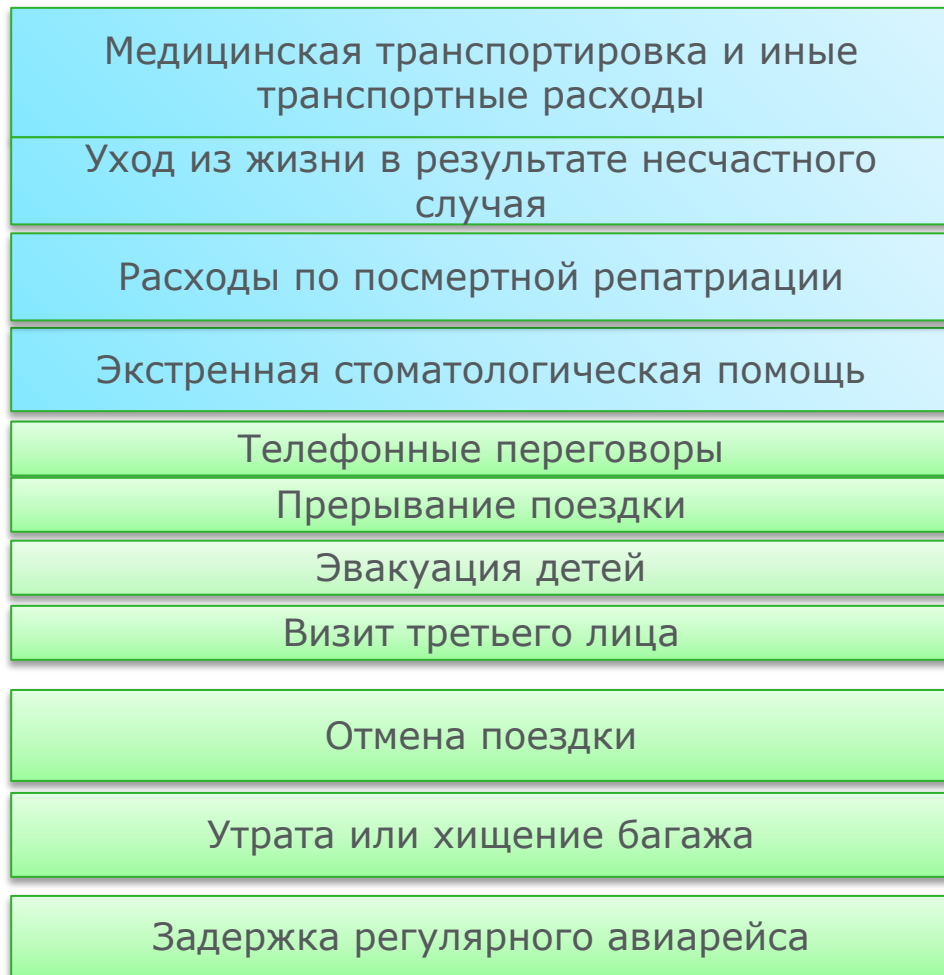 Медицинская транспортировка и иные
транспортные расходы
Уход из жизни в результате несчастного
случая
Расходы по посмертной репатриации
Экстренная стоматологическая помощь
Телефонные переговоры
Прерывание поездки
Эвакуация детей
Визит третьего лица
Отмена поездки
Утрата или хищение багажа
Задержка регулярного авиарейса